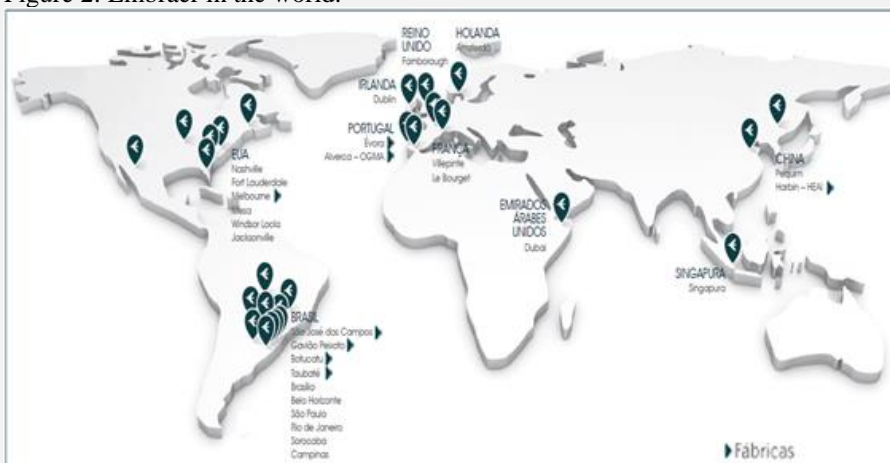 Figure 2. Embraer in the world.
REINO
UNIDO
Farnborough
HOLANDA
Amsterdã
IRLANDA
Dublin
PORTUGAL
Évora
Alverca – OGMA
FRANÇA
Villepinte
Le Bourget
EUA
Nashville
Fort Lauderdale
Melbourne
Mesa
Windsor Locks
Jacksonville
EMIRADOS
ÁRABES
UNIDOS
Dubai
CHINA
Pequim
Harbin – HEAI
SINGAPURA
Singapura
BRASIL
São José dos Campos
Gavião Peixoto
Botucatu
Taubaté
Brasília
Belo Horizonte
São Paulo
Rio de Janeiro
Sorocaba
Campinas
Fábricas